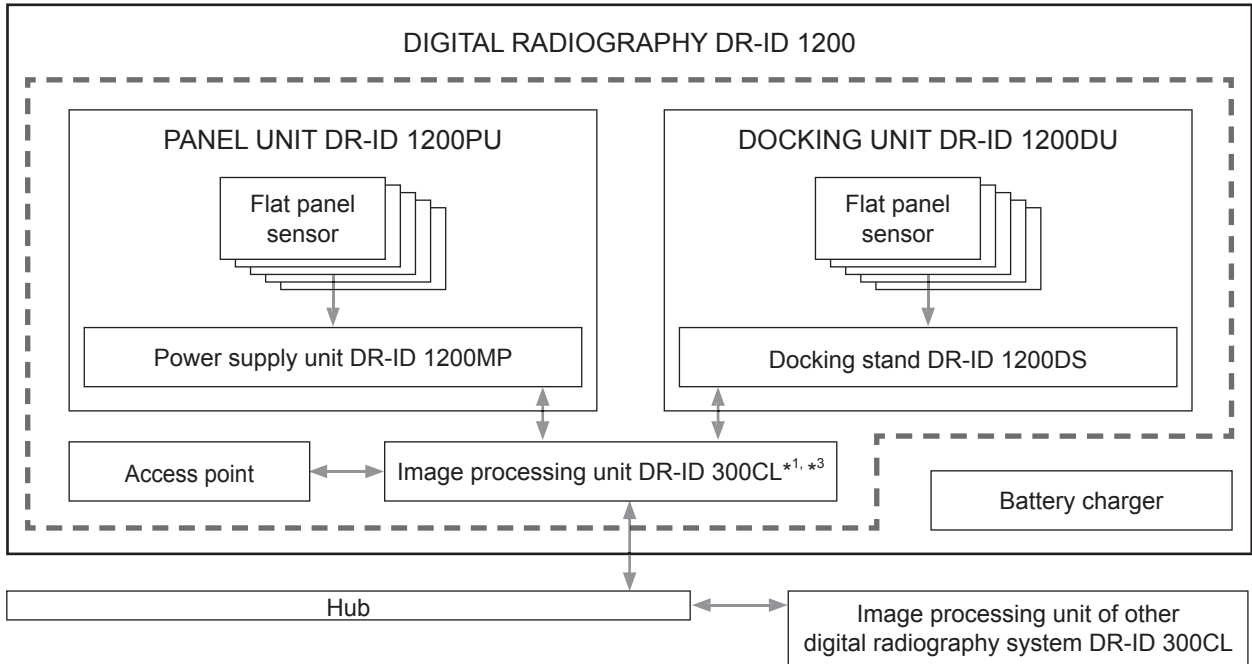 DIGITAL RADIOGRAPHY DR-ID 1200
PANEL UNIT DR-ID 1200PU
Flat panel
sensor
Power supply unit DR-ID 1200MP
DOCKING UNIT DR-ID 1200DU
Flat panel
sensor
Docking stand DR-ID 1200DS
Access point
Image processing unit DR-ID 300CL*1, *3
Battery charger
Hub
Image processing unit of other
digital radiography system DR-ID 300CL